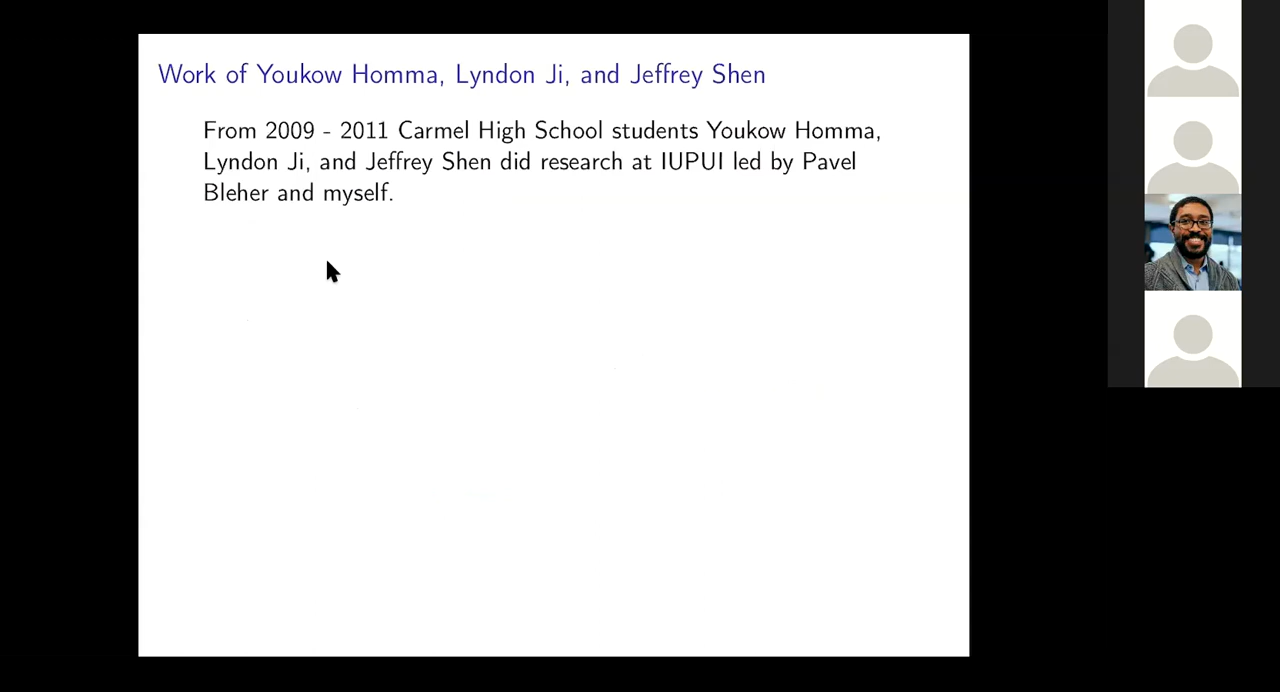 Work of Youkow Homma, Lyndon Ji, and Jeffrey Shen
From 2009 - 2011 Carmel High School students Youkow Homma,
Lyndon Ji, and Jeffrey Shen did research at IUPUI led by Pavel
Bleher and myself.